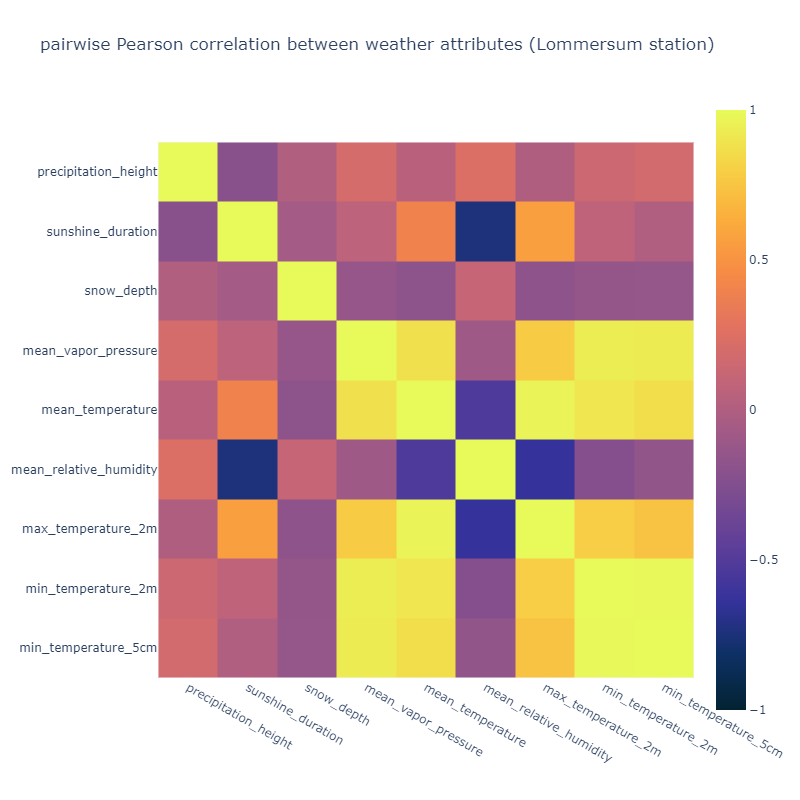 pairwise Pearson correlation between weather attributes (Lommersum station)
precipitation_height
sunshine_duration
snow_depth
mean_vapor_pressure
mean_temperature
mean_relative_humidity
max_temperature_2m
min_temperature_2m
min_temperature_5cm
precipitation_height
sunshine_duration
snow_depth
mean_vapor_pressure
mean_temperature
mean_relative_humidity
max_temperature_2m
min_temperature_2m
min_temperature_5cm
1
0.5
0
−0.5
−1